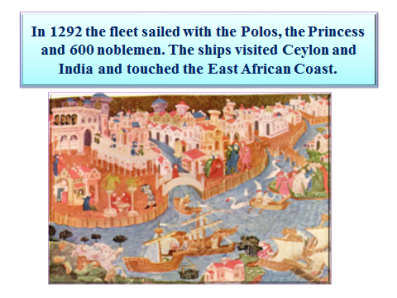 In 1292 the fleet sailed with the Polos, the Princess
and 600 noblemen. The ships visited Ceylon and
India and touched the East African Coast.